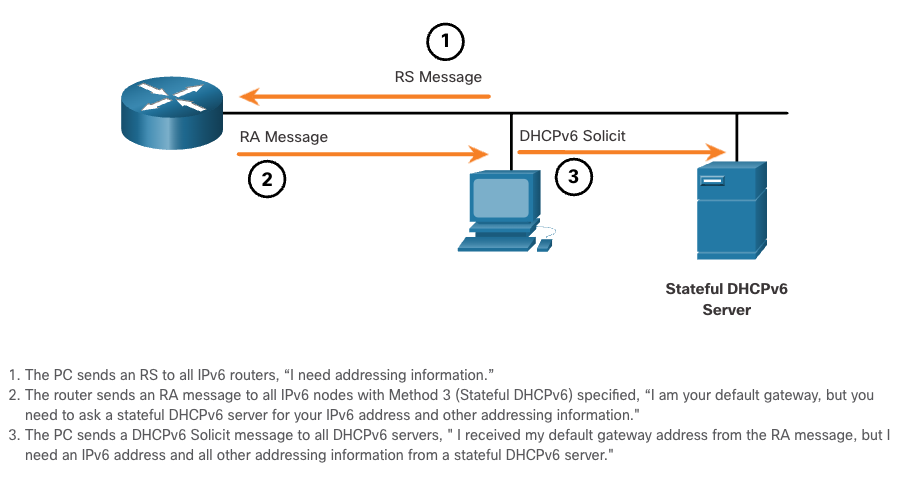 1
RS Message
RA Message
DHCPv6 Solicit
2
3
Stateful DHCPv6
Server
1. The PC sends an RS to all IPv6 routers, “I need addressing information.”
2. The router sends an RA message to all IPv6 nodes with Method 3 (Stateful DHCPv6) specified, “I am your default gateway, but you
need to ask a stateful DHCPv6 server for your IPv6 address and other addressing information."
3. The PC sends a DHCPv6 Solicit message to all DHCPv6 servers, " I received my default gateway address from the RA message, but I
need an IPv6 address and all other addressing information from a stateful DHCPv6 server."